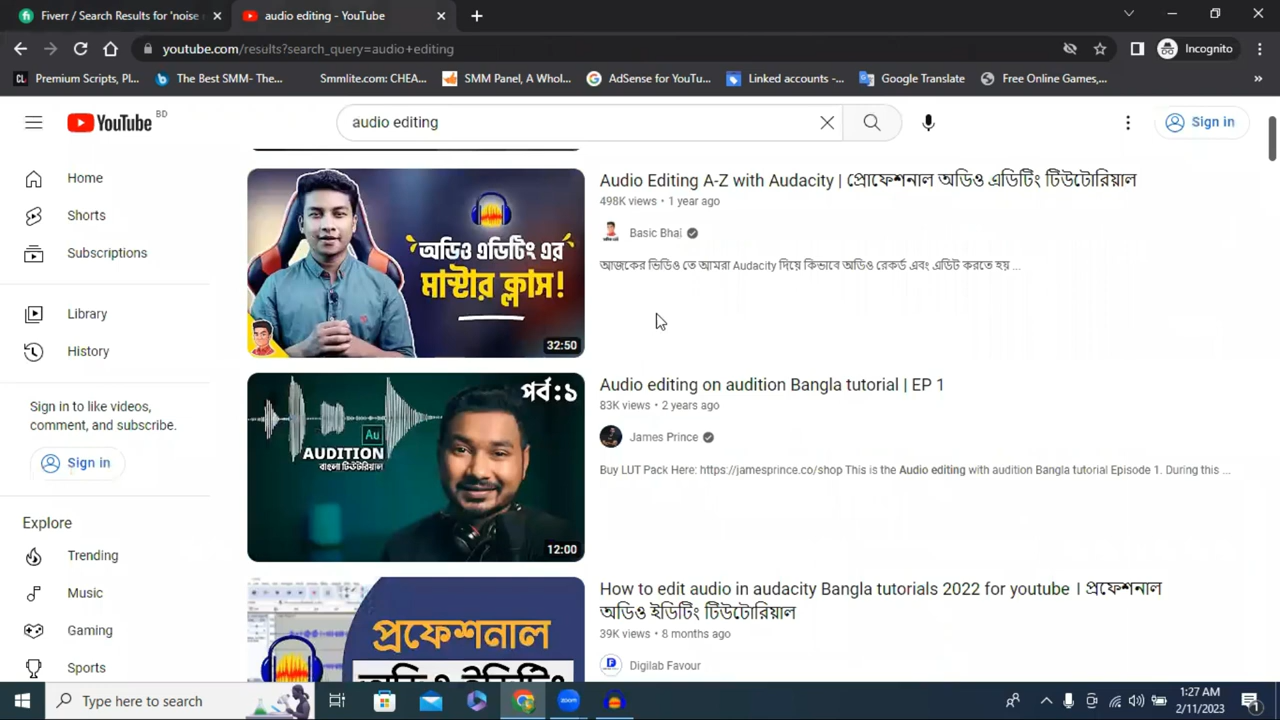 Fiverr / Search Results for 'noise
audio editing - YouTube
youtube.com/results?search_query=audio+editing
Incognito
Premium Scripts, Pl...
The Best SMM- The...
Smmlite.com: CHEA...
SMM Panel, A Whol...
AdSense for YouTu...
Linked accounts -...
Google Translate
Free Online Games,...
YouTube BD
audio editing
Sign in
Home
Shorts
Subscriptions
Library
History
Sign in to like videos,
comment, and subscribe.
Sign in
Explore
Trending
Music
Gaming
Sports
অডিও এডিটিং এর
মাস্টার ক্লাস!
32:50
Audio Editing A-Z with Audacity | প্রোফেশনাল অডিও এডিটিং টিউটোরিয়াল
498K views • 1 year ago
Basic Bhai
আজকের ভিডিও তে আমরা Audacity দিয়ে কিভাবে অডিও রেকর্ড এবং এডিট করতে হয় ...
পর্ব:১
Au
AUDITION
বাংলা টিউটরিয়াল
12:00
Audio editing on audition Bangla tutorial | EP 1
83K views • 2 years ago
James Prince
Buy LUT Pack Here: https://jamesprince.co/shop This is the Audio editing with audition Bangla tutorial Episode 1. During this ...
প্রফেশনাল
অডিও ইডিটিং
How to edit audio in audacity Bangla tutorials 2022 for youtube । প্রফেশনাল
অডিও ইডিটিং টিউটোরিয়াল
39K views • 8 months ago
Digilab Favour
Type here to search
zoom
1:27 AM
2/11/2023
1